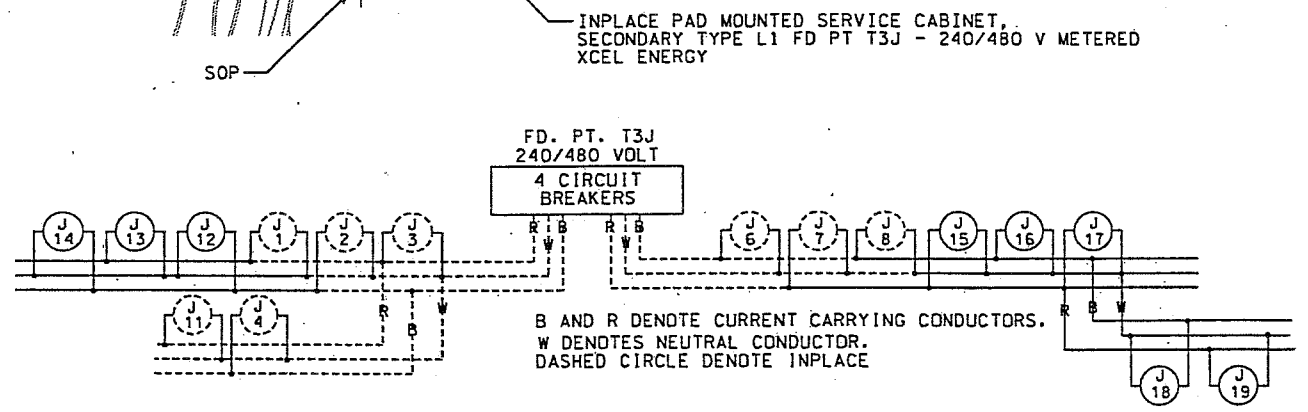 INPLACE PAD MOUNTED SERVICE CABINET,
SECONDARY TYPE L1 FD PT T3J - 240/480 V METERED
XCEL ENERGY
SOP
FD. PT. T3J
240/480 VOLT
4 CIRCUIT
BREAKERS
R W B R W B
J 14
J 13
J 12
J 1
J 2
J 3
J 6
J 7
J 8
J 15
J 16
J 17
R B W
R B W
J 11
J 4
B AND R DENOTE CURRENT CARRYING CONDUCTORS.
W DENOTES NEUTRAL CONDUCTOR.
DASHED CIRCLE DENOTE INPLACE
J 18
J 19